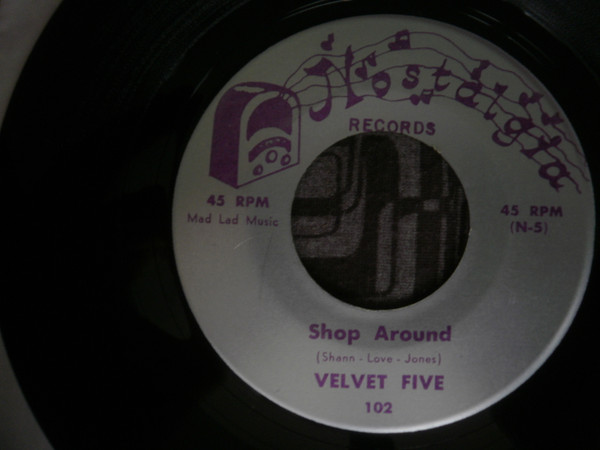 Nostalgia
RECORDS
45 RPM
Mad Lad Music
45 RPM
(N-5)
Shop Around
(Shann - Love - Jones)
VELVET FIVE
102